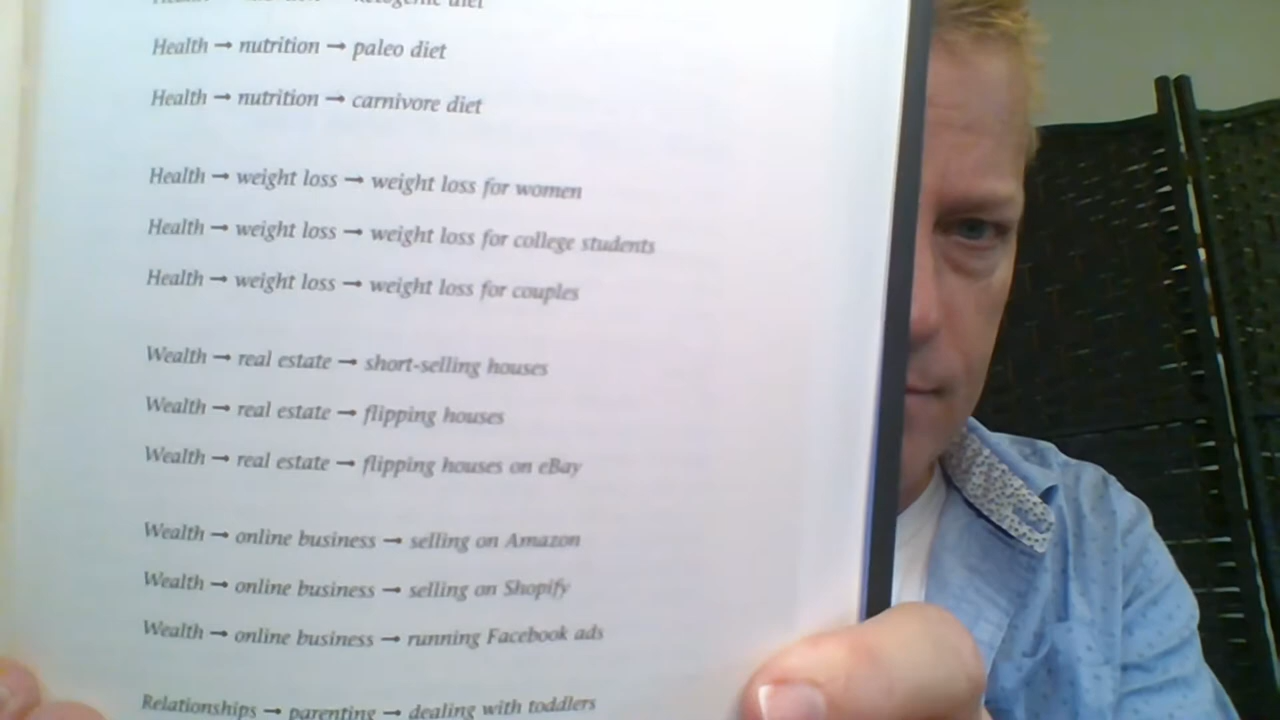 ketogenic diet
Health → nutrition → paleo diet
Health → nutrition → carnivore diet
Health → weight loss → weight loss for women
Health → weight loss → weight loss for college students
Health → weight loss → weight loss for couples
Wealth → real estate → short-selling houses
Wealth → real estate → flipping houses
Wealth → real estate → flipping houses on eBay
Wealth → online business → selling on Amazon
Wealth → online business → selling on Shopify
Wealth → online business → running Facebook ads
Relationships → parenting → dealing with toddlers